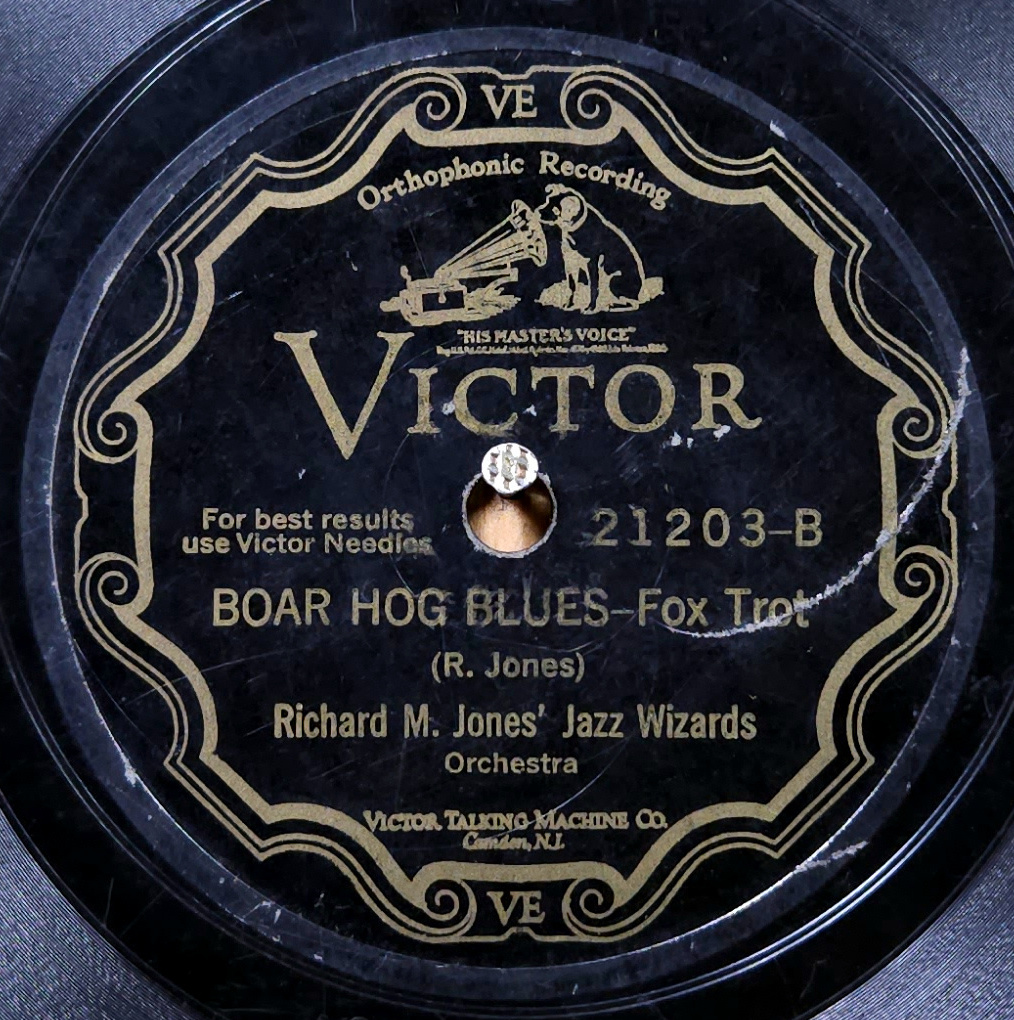 VE
Orthophonic Recording
"HIS MASTER'S VOICE"
VICTOR
For best results
use Victor Needles
21203-B
BOAR HOG BLUES-Fox Trot
(R. Jones)
Richard M. Jones' Jazz Wizards
Orchestra
VICTOR TALKING MACHINE CO.
Camden, N.J.
VE